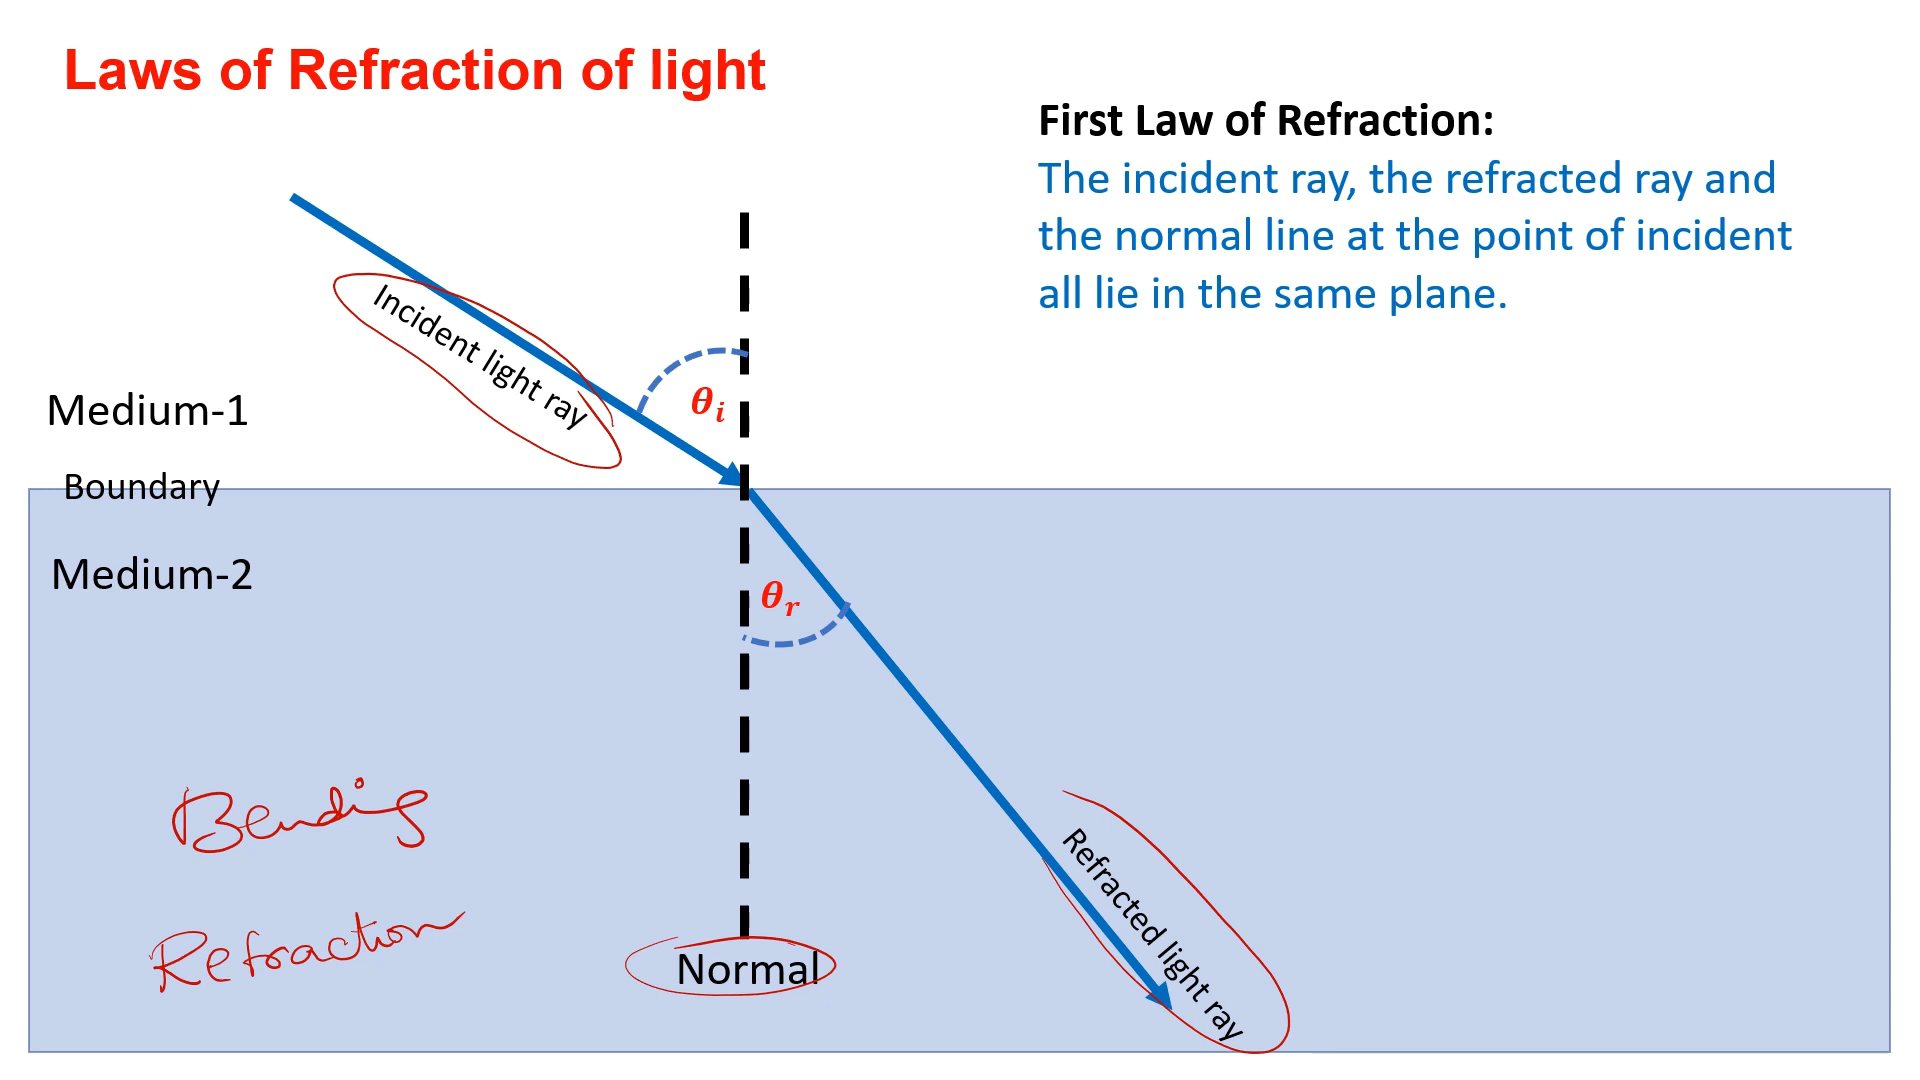 Laws of Refraction of light
First Law of Refraction:
The incident ray, the refracted ray and
the normal line at the point of incident
all lie in the same plane.
Incident light ray
θi
Medium-1
Boundary
Medium-2
θr
Bending
Refraction
Normal
Refracted light ray